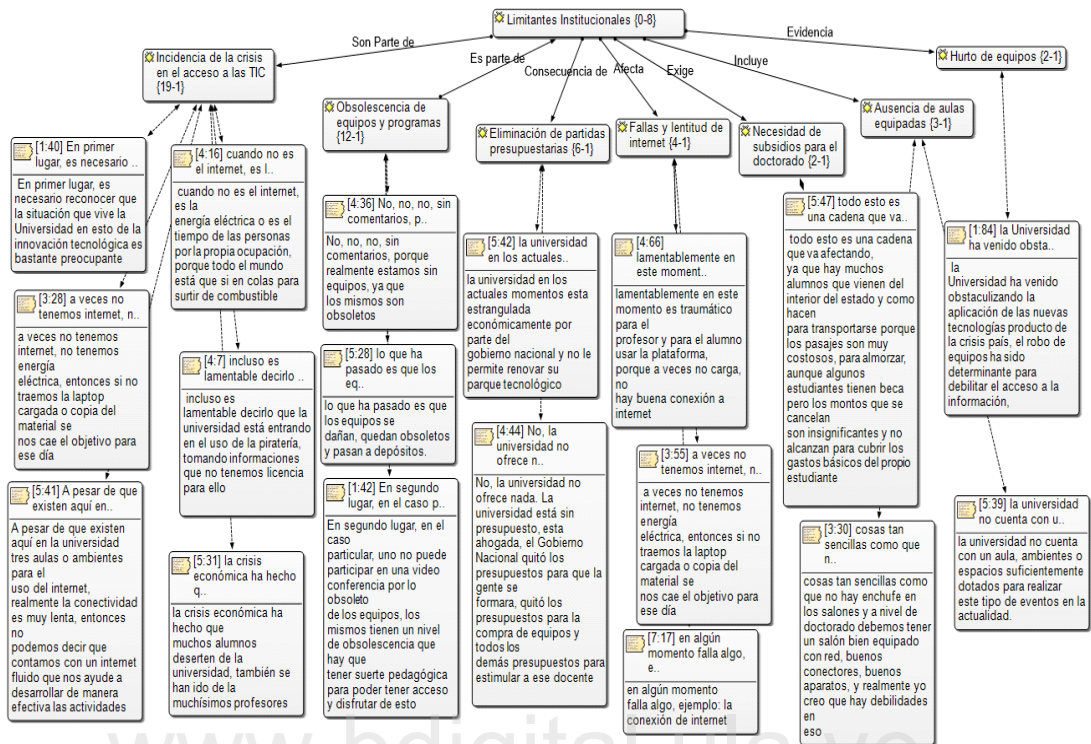 Limitantes Institucionales {0-8}
Son Parte de
Es parte de
Consecuencia de
Afecta
Exige
Incluye
Evidencia
Incidencia de la crisis
en el acceso a las TIC
{19-1}
Obsolescencia de
equipos y programas
{12-1}
Eliminación de partidas
presupuestarias {6-1}
Fallas y lentitud de
internet {4-1}
Necesidad de
subsidios para el
doctorado {2-1}
Ausencia de aulas
equipadas {3-1}
Hurto de equipos {2-1}
[1:40] En primer
lugar, es necesario ..
En primer lugar, es
necesario reconocer que
la situación que vive la
Universidad en esto de la
innovación tecnológica es
bastante preocupante
[3:28] a veces no
tenemos internet, n..
a veces no tenemos
internet, no tenemos
energía
eléctrica, entonces si no
traemos la laptop
cargada o copia del
material se
nos cae el objetivo para
ese día
[5:41] A pesar de que
existen aquí en..
A pesar de que existen
aquí en la universidad
tres aulas o ambientes
para el
uso del internet,
realmente la conectividad
es muy lenta, entonces
no
podemos decir que
contamos con un internet
fluido que nos ayude a
desarrollar de manera
efectiva las actividades
[4:16] cuando no es
el internet, es l..
cuando no es el internet,
es la
energía eléctrica o es el
tiempo de las personas
por la propia ocupación,
porque todo el mundo
está que si en colas para
surtir de combustible
[4:7] incluso es
lamentable decirlo ..
incluso es
lamentable decirlo que la
universidad está entrando
en el uso de la piratería,
tomando informaciones
que no tenemos licencia
para ello
[5:31] la crisis
económica ha hecho
q..
la crisis económica ha
hecho que
muchos alumnos
deserten de la
universidad, también se
han ido de la
muchísimos profesores
[4:36] No, no, no, sin
comentarios, p..
No, no, no, sin
comentarios, porque
realmente estamos sin
equipos, ya que
los mismos son
obsoletos
[5:28] lo que ha
pasado es que los
eq..
lo que ha pasado es que
los equipos se
dañan, quedan obsoletos
y pasan a depósitos.
[1:42] En segundo
lugar, en el caso p..
En segundo lugar, en el
caso
particular, uno no puede
participar en una video
conferencia por lo
obsoleto
de los equipos, los
mismos tienen un nivel
de obsolescencia que
hay que
tener suerte pedagógica
para poder tener acceso
y disfrutar de esto
[5:42] la universidad
en los actuales..
la universidad en los
actuales momentos esta
estrangulada
económicamente por
parte del
gobierno nacional y no le
permite renovar su
parque tecnológico
[4:44] No, la
universidad no
ofrece n..
No, la universidad no
ofrece nada. La
universidad está sin
presupuesto, esta
ahogada, el Gobierno
Nacional quitó los
presupuestos para que la
gente se
formara, quitó los
presupuestos para la
compra de equipos y
todos los
demás presupuestos para
estimular a ese docente
[4:66]
lamentablemente en
este moment..
lamentablemente en este
momento es traumático
para el
profesor y para el alumno
usar la plataforma,
porque a veces no carga,
no
hay buena conexión a
internet
[3:55] a veces no
tenemos internet, n..
a veces no tenemos
internet, no tenemos
energía
eléctrica, entonces si no
traemos la laptop
cargada o copia del
material se
nos cae el objetivo para
ese día
[7:17] en algún
momento falla algo,
e..
en algún momento
falla algo, ejemplo: la
conexión de internet
[5:47] todo esto es
una cadena que va..
todo esto es una cadena
que va afectando,
ya que hay muchos
alumnos que vienen del
interior del estado y como
hacen
para transportarse porque
los pasajes son muy
costosos, para almorzar,
aunque algunos
estudiantes tienen beca
pero los montos que se
cancelan
son insignificantes y no
alcanzan para cubrir los
gastos básicos del propio
estudiante
[3:30] cosas tan
sencillas como que
n..
cosas tan sencillas como
que no hay enchufe en
los salones y a nivel de
doctorado debemos tener
un salón bien equipado
con red, buenos
conectores, buenos
aparatos, y realmente yo
creo que hay debilidades
en
eso
[1:84] la Universidad
ha venido obsta..
la
Universidad ha venido
obstaculizando la
aplicación de las nuevas
tecnologías producto de
la crisis país, el robo de
equipos ha sido
determinante para
debilitar el acceso a la
información,
[5:39] la universidad
no cuenta con u..
la universidad no cuenta
con un aula, ambientes o
espacios suficientemente
dotados para realizar
este tipo de eventos en la
actualidad.
www.bdigital.ula.ve